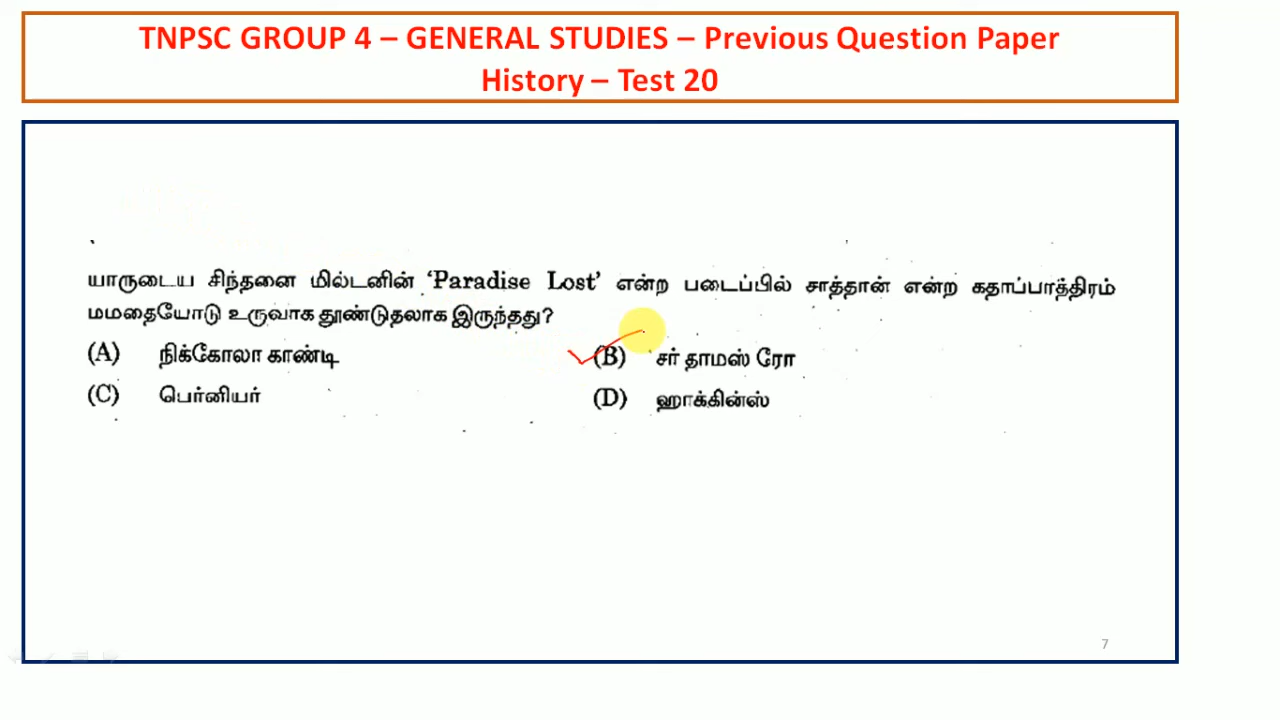 TNPSC GROUP 4 – GENERAL STUDIES – Previous Question Paper
History – Test 20
யாருடைய சிந்தனை மில்டனின் ‘Paradise Lost’ என்ற படைப்பில் சாத்தான் என்ற கதாப்பாத்திரம்
மமதையோடு உருவாக தூண்டுதலாக இருந்தது?
(A) நிக்கோலா காண்டி (B) சர் தாமஸ் ரோ
(C) பெர்னியர் (D) ஹாக்கின்ஸ்
7